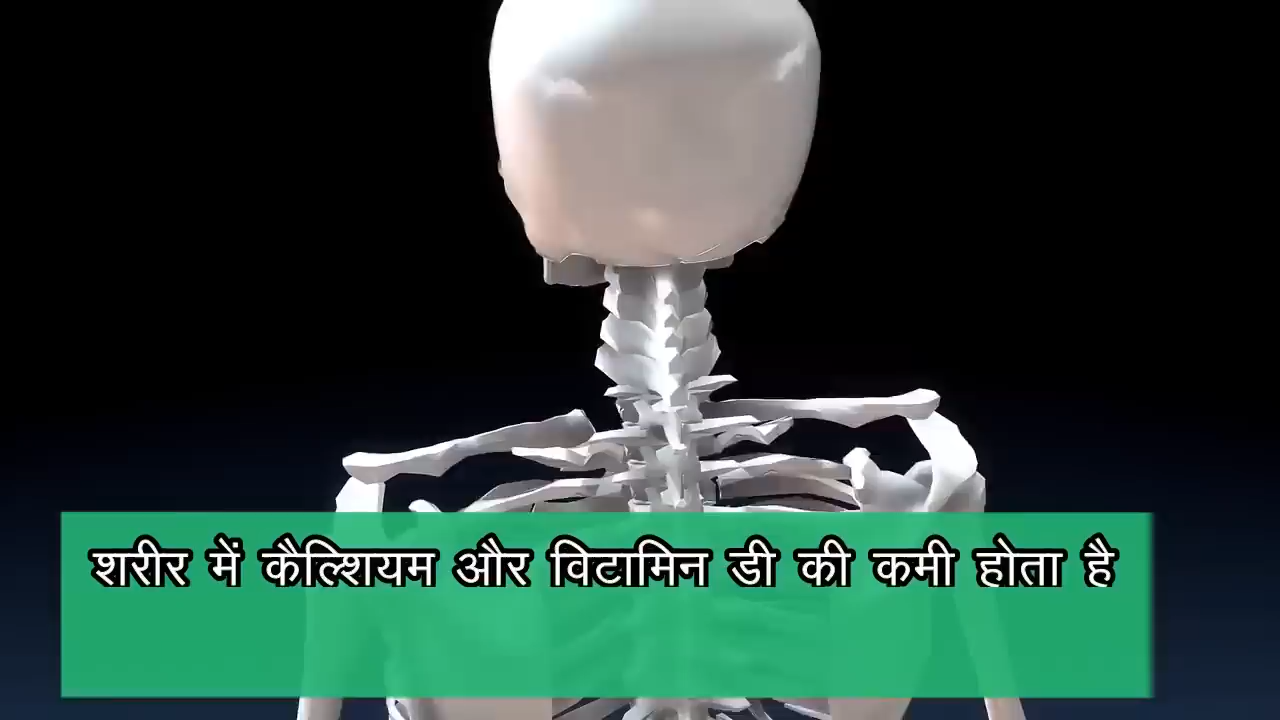 शरीर में कैल्शियम और विटामिन डी की कमी होता है